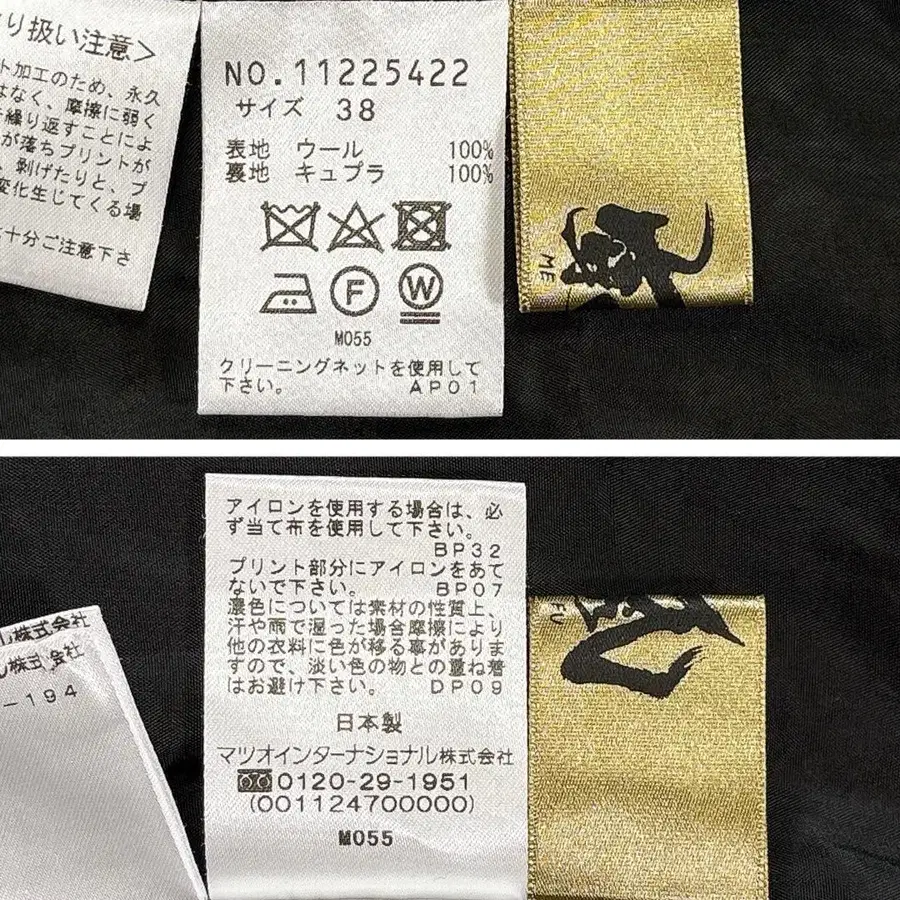 り扱い注意＞
ト加工のため、永久
はなく、摩擦に弱く
繰り返すことによ
が落ちプリントが
、剥げたりと、プ
変化生じてくる場
十分ご注意下さ
NO.11225422
サイズ 38
表地 ウール 100%
裏地 キュプラ 100%
F W
M055
クリーニングネットを使用して
下さい。 AP01
ME
アイロンを使用する場合は、必
ず当て布を使用して下さい。
BP32
プリント部分にアイロンをあて
ないで下さい。 BP07
濃色については素材の性質上、
汗や雨で湿った場合摩擦により
他の衣料に色が移る事がありま
すので、淡い色の物との重ね着
はお避け下さい。 DP09
日本製
マツオインターナショナル株式会社
0120-29-1951
(001124700000)
M055
ル株式会社
ル株式会社
-194
FU